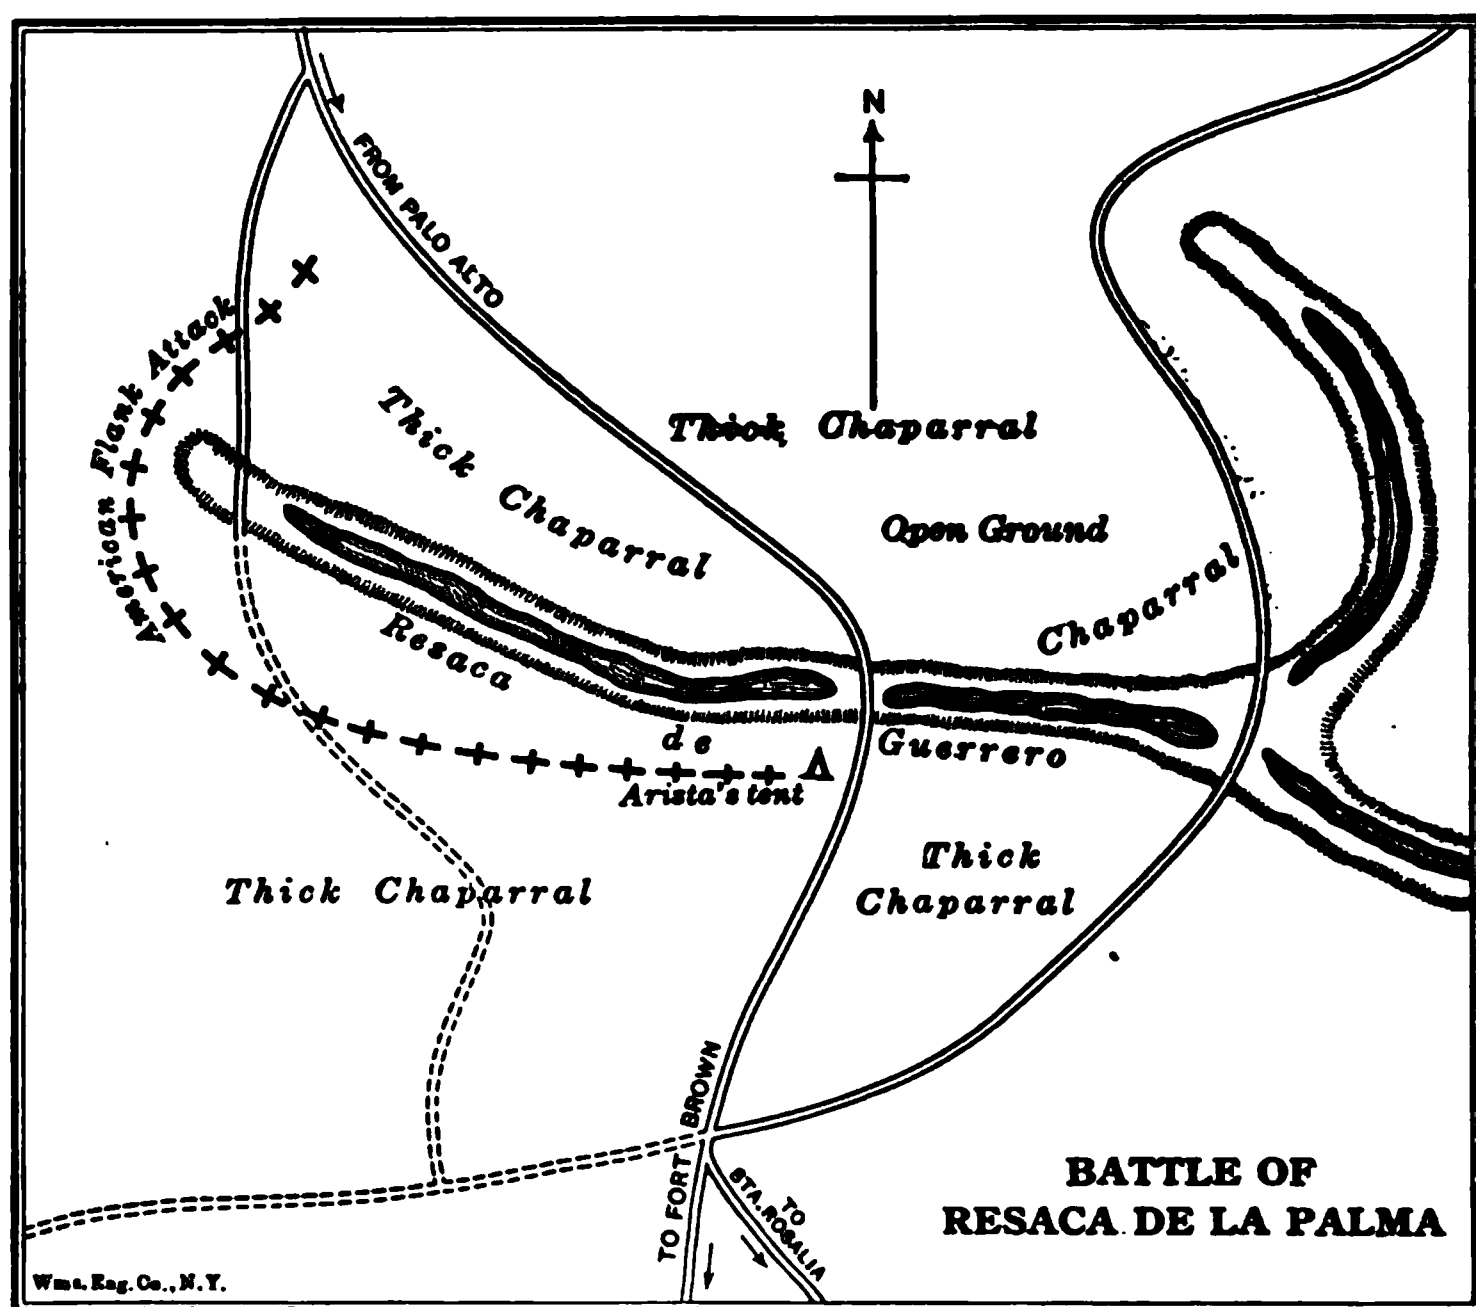 N
FROM PALO ALTO
American Flank Attack
Thick Chaparral
Thick Chaparral
Open Ground
Chaparral
Resaca
de
Guerrero
Arista's tent
Thick Chaparral
Thick
Chaparral
TO FORT BROWN
TO
STA. ROSALIA
BATTLE OF
RESACA DE LA PALMA
Wms. Eng. Co., N.Y.